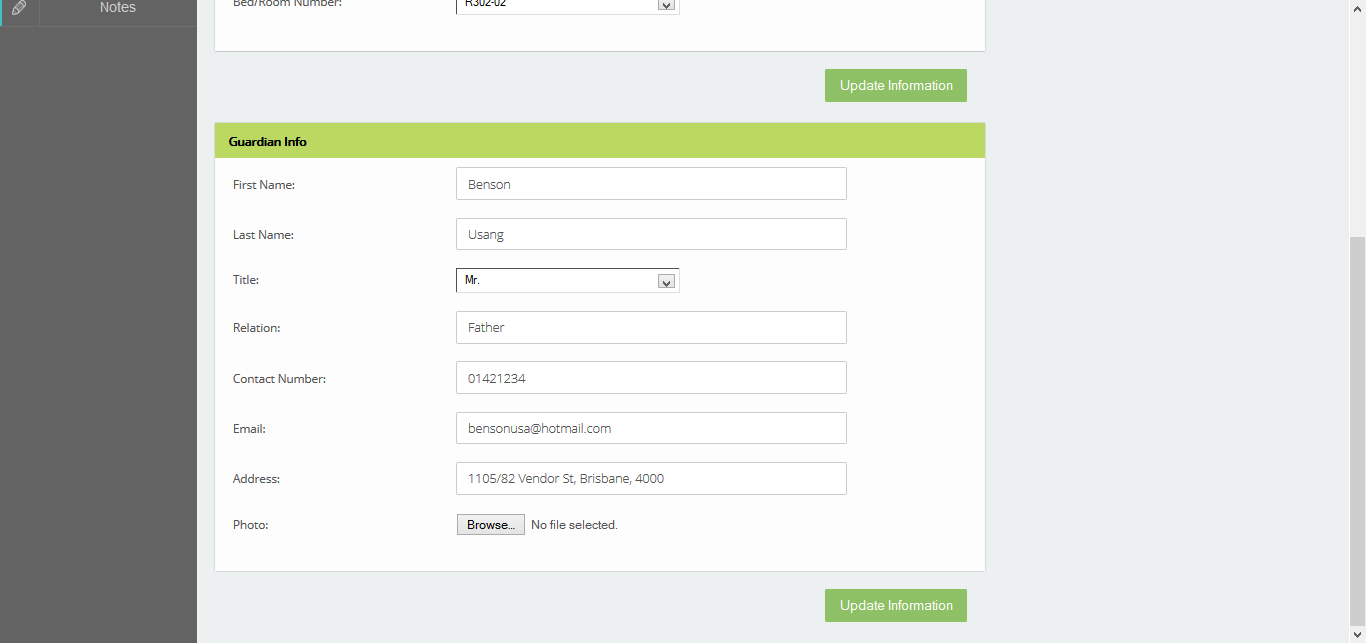 Notes
Bed/Room Number: R302-02
Update Information
Guardian Info
First Name: Benson
Last Name: Usang
Title: Mr.
Relation: Father
Contact Number: 01421234
Email: bensonusa@hotmail.com
Address: 1105/82 Vendor St, Brisbane, 4000
Photo: Browse... No file selected.
Update Information